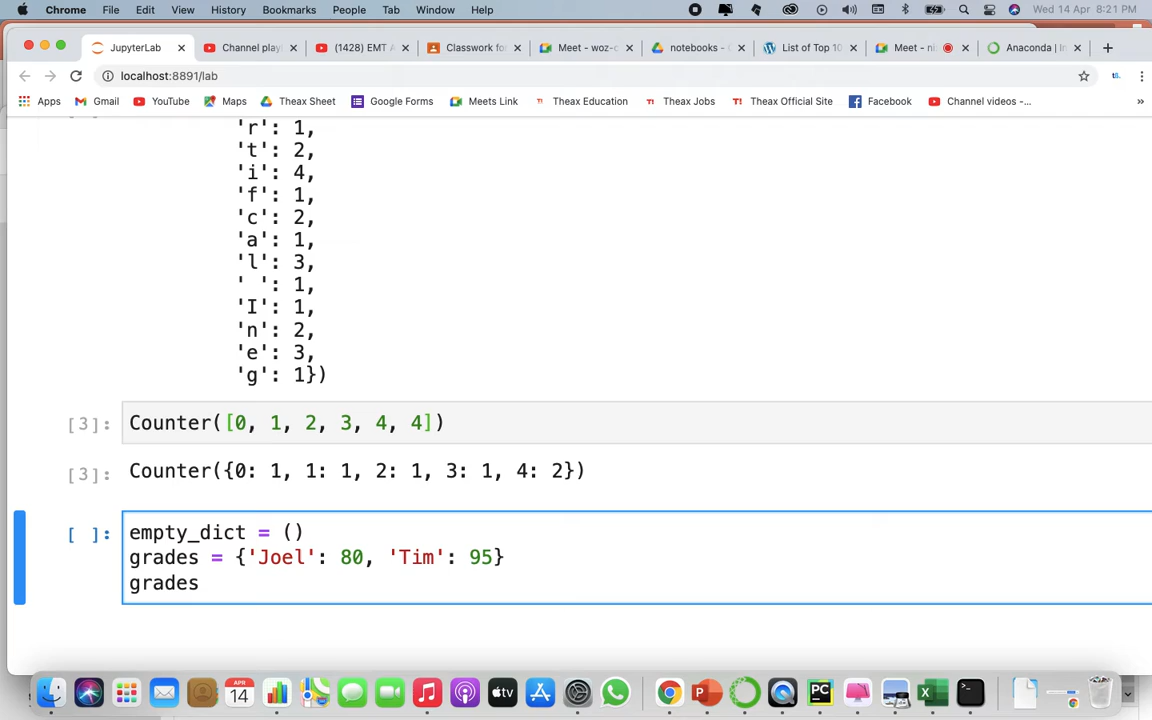 Chrome File Edit View History Bookmarks People Tab Window Help Wed 14 Apr 8:21 PM
JupyterLab Channel play (1428) EMT A Classwork fo Meet - woz-c notebooks - G List of Top 10 Meet - ni Anaconda | In
localhost:8891/lab
Apps Gmail YouTube Maps Theax Sheet Google Forms Meets Link Theax Education Theax Jobs Theax Official Site Facebook Channel videos -... »
'r': 1,
't': 2,
'i': 4,
'f': 1,
'c': 2,
'a': 1,
'l': 3,
' ': 1,
'I': 1,
'n': 2,
'e': 3,
'g': 1})
[3]: Counter([0, 1, 2, 3, 4, 4])
[3]: Counter({0: 1, 1: 1, 2: 1, 3: 1, 4: 2})
[ ]: empty_dict = ()
grades = {'Joel': 80, 'Tim': 95}
grades
APR
14
tv
P
PC
X
>_